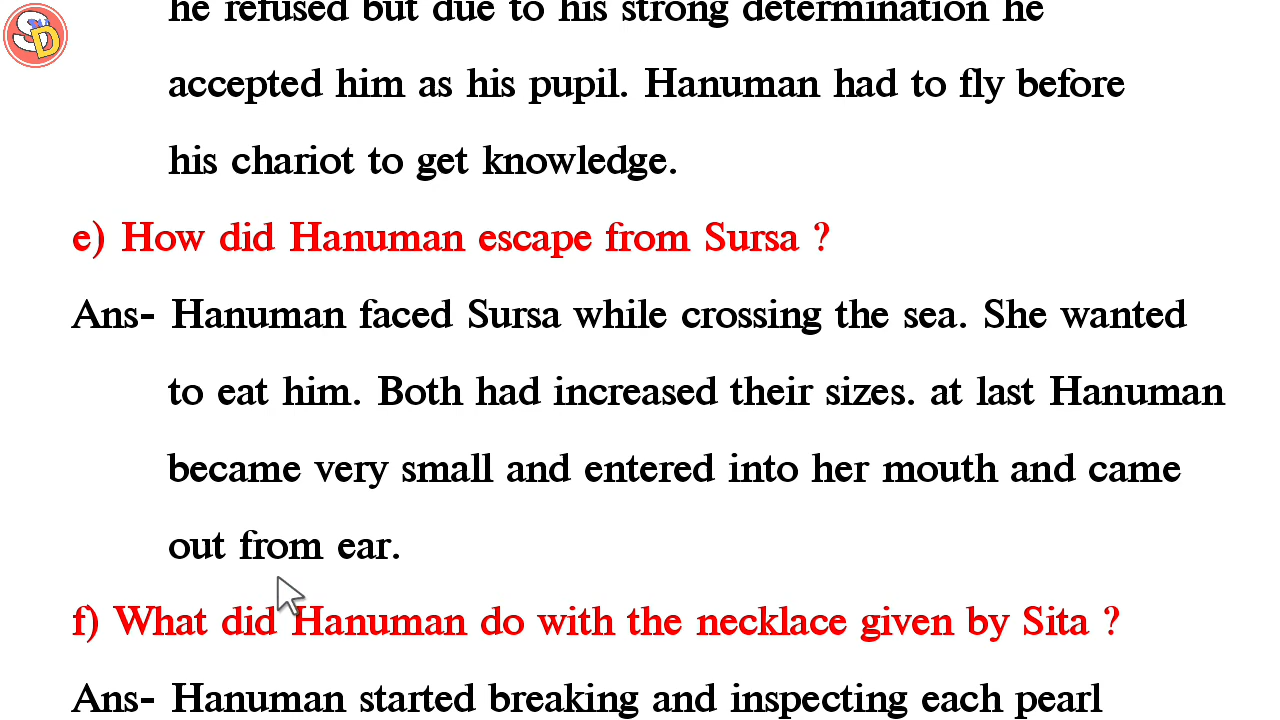 SD
he refused but due to his strong determination he
accepted him as his pupil. Hanuman had to fly before
his chariot to get knowledge.
e) How did Hanuman escape from Sursa ?
Ans- Hanuman faced Sursa while crossing the sea. She wanted
to eat him. Both had increased their sizes. at last Hanuman
became very small and entered into her mouth and came
out from ear.
f) What did Hanuman do with the necklace given by Sita ?
Ans- Hanuman started breaking and inspecting each pearl